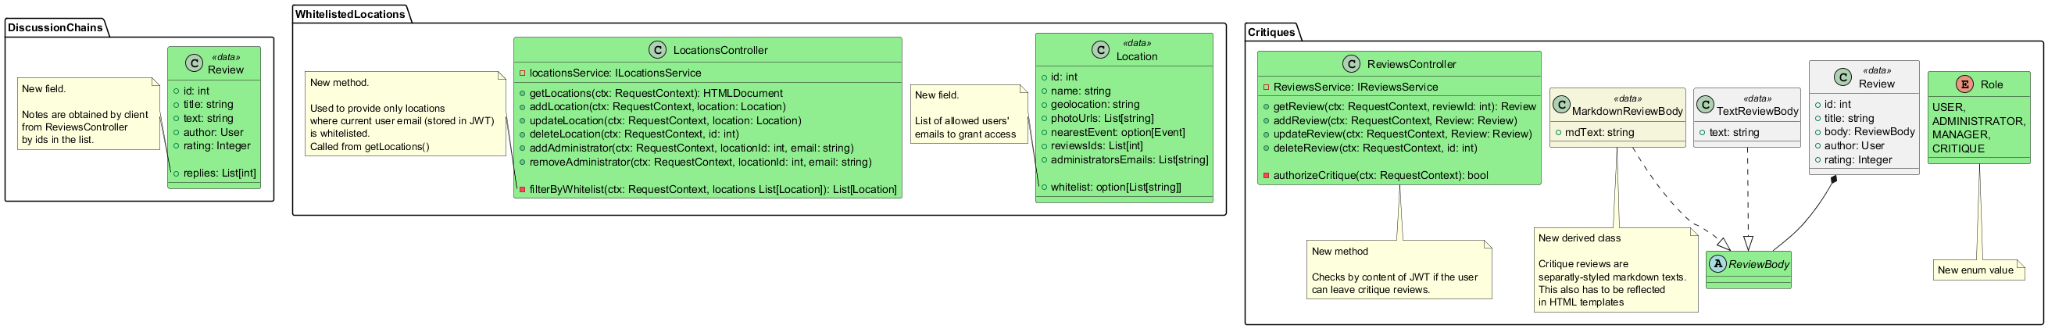 DiscussionChains
New field.
Notes are obtained by client
from ReviewsController
by ids in the list.
C
«data»
Review
id: int
title: string
text: string
author: User
rating: Integer
replies: List[int]
WhitelistedLocations
New method.
Used to provide only locations
where current user email (stored in JWT)
is whitelisted.
Called from getLocations()
C
LocationsController
locationsService: ILocationsService
getLocations(ctx: RequestContext): HTMLDocument
addLocation(ctx: RequestContext, location: Location)
updateLocation(ctx: RequestContext, location: Location)
deleteLocation(ctx: RequestContext, id: int)
addAdministrator(ctx: RequestContext, locationId: int, email: string)
removeAdministrator(ctx: RequestContext, locationId: int, email: string)
filterByWhitelist(ctx: RequestContext, locations List[Location]): List[Location]
New field.
List of allowed users'
emails to grant access
C
«data»
Location
id: int
name: string
geolocation: string
photoUrls: List[string]
nearestEvent: option[Event]
reviewsIds: List[int]
administratorsEmails: List[string]
whitelist: option[List[string]]
Critiques
C
ReviewsController
ReviewsService: IReviewsService
getReview(ctx: RequestContext, reviewId: int): Review
addReview(ctx: RequestContext, Review: Review)
updateReview(ctx: RequestContext, Review: Review)
deleteReview(ctx: RequestContext, id: int)
authorizeCritique(ctx: RequestContext): bool
New method
Checks by content of JWT if the user
can leave critique reviews.
C
«data»
MarkdownReviewBody
mdText: string
New derived class
Critique reviews are
separatly-styled markdown texts.
This also has to be reflected
in HTML templates
C
«data»
TextReviewBody
text: string
C
«data»
Review
id: int
title: string
body: ReviewBody
author: User
rating: Integer
A
ReviewBody
E
Role
USER,
ADMINISTRATOR,
MANAGER,
CRITIQUE
New enum value